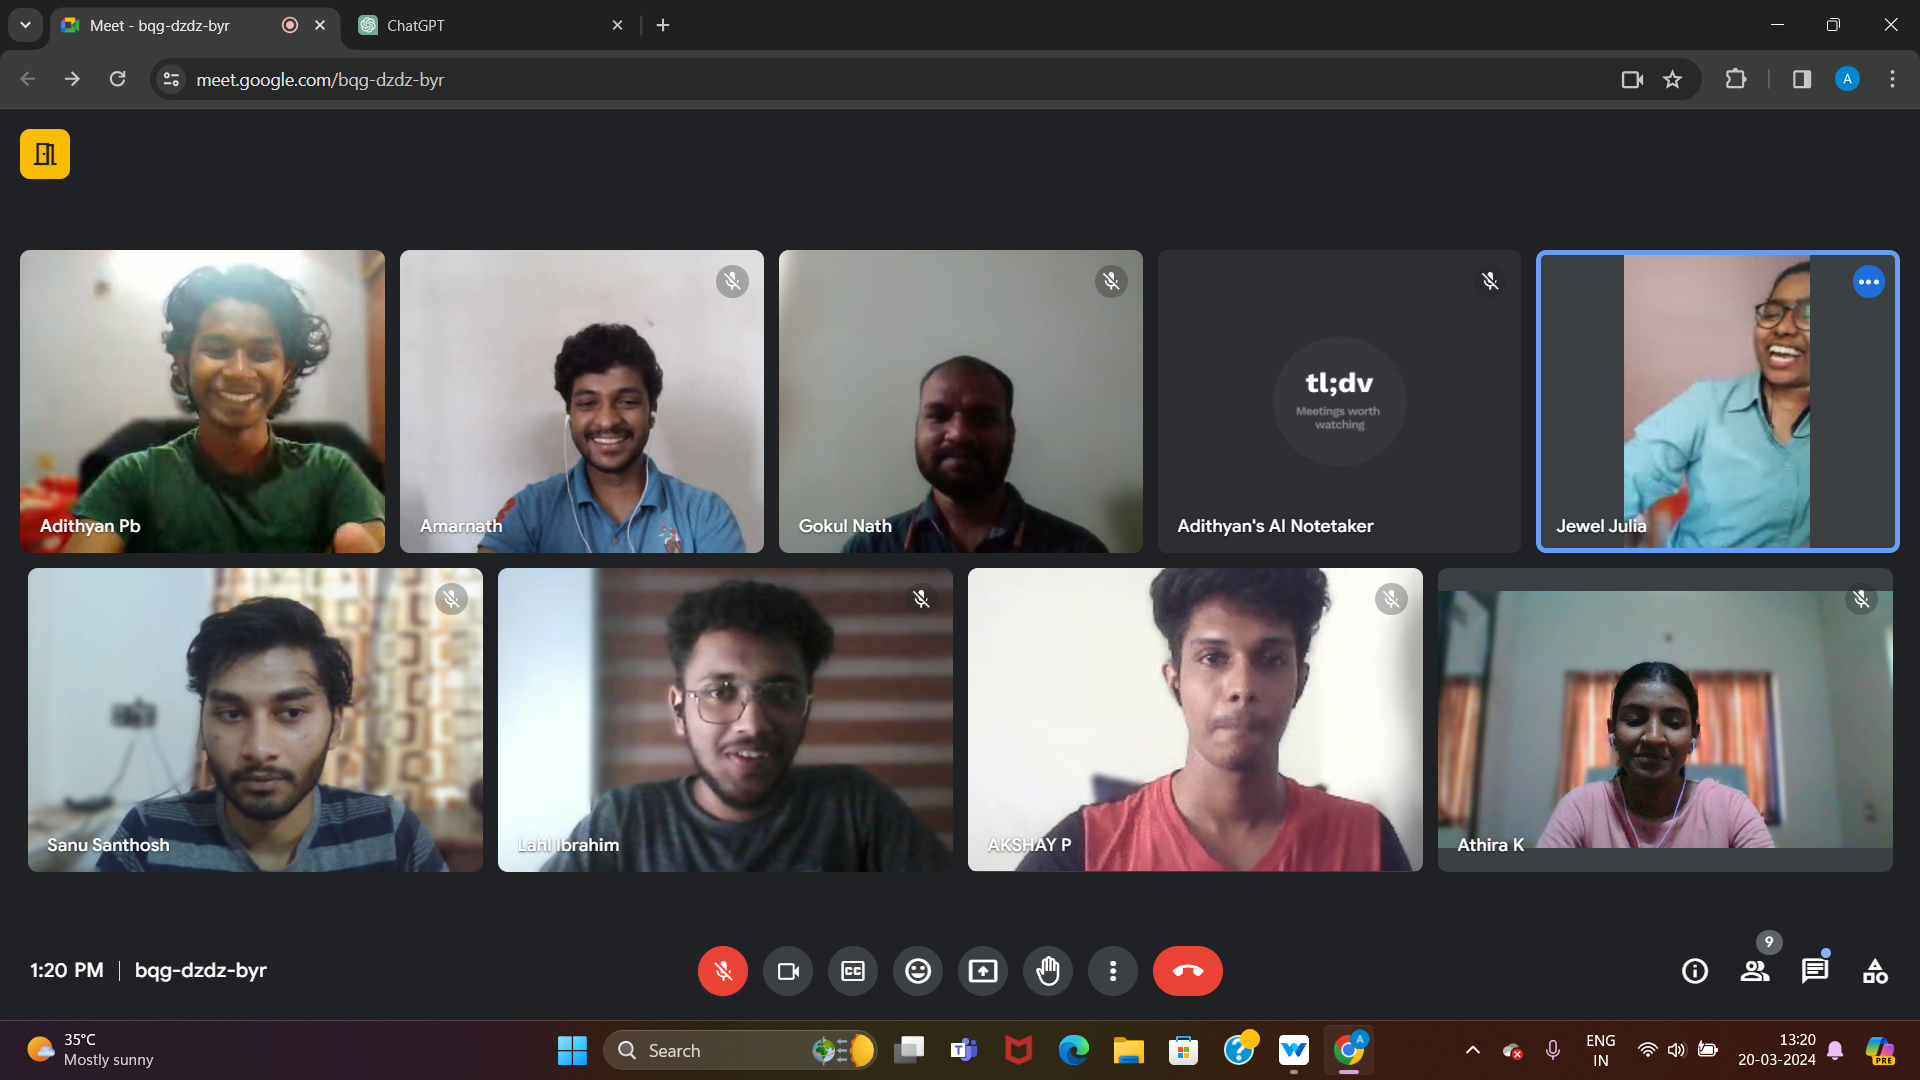 Meet - bqg-dzdz-byr
ChatGPT
meet.google.com/bqg-dzdz-byr
A
Adithyan Pb
Amarnath
Gokul Nath
tl;dv
Meetings worth
watching
Adithyan's AI Notetaker
Jewel Julia
Sanu Santhosh
Lahl Ibrahim
AKSHAY P
Athira K
1:20 PM
bqg-dzdz-byr
CC
9
35°C
Mostly sunny
Search
A
ENG
IN
13:20
20-03-2024
PRE